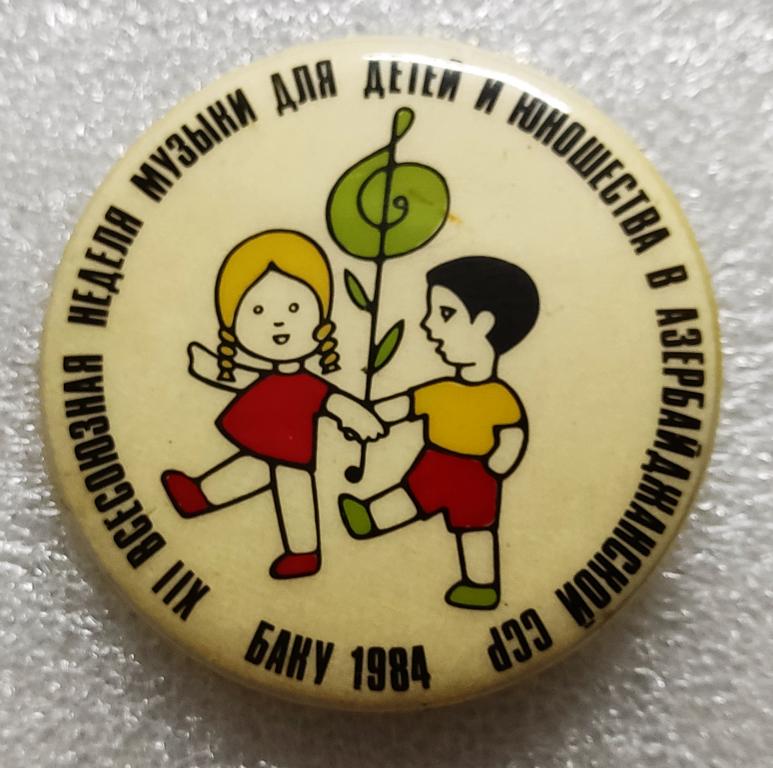 XII ВСЕСОЮЗНАЯ НЕДЕЛЯ МУЗЫКИ ДЛЯ ДЕТЕЙ И ЮНОШЕСТВА В АЗЕРБАЙДЖАНСКОЙ ССР
БАКУ 1984